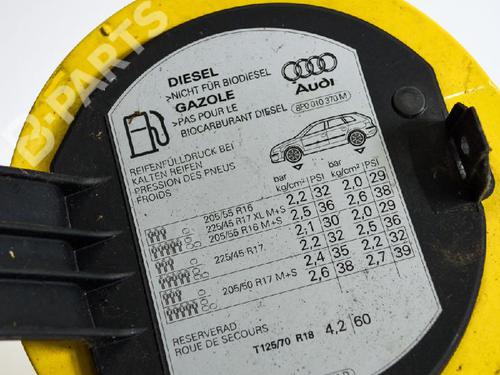 DIESEL
>NICHT FÜR BIODIESEL
GAZOLE
>PAS POUR LE
BIOCARBURANT DIESEL
Audi
8P0 010 370 M
REIFENFÜLLDRUCK BEI
KALTEN REIFEN
PRESSION DES PNEUS
FROIDS
bar
kg/cm² PSI
bar
kg/cm² PSI
205/55 R16 2,2 32 2,0 29
225/45 R17 XL M+S 2,5 36 2,6 38
205/55 R16 M+S 2,1 30 2,0 29
225/45 R17 2,2 32 2,2 32
2,4 35 2,5 36
205/50 R17 M+S 2,6 38 2,7 39
RESERVERAD
ROUE DE SECOURS T125/70 R18 4,2 60
B-PARTS